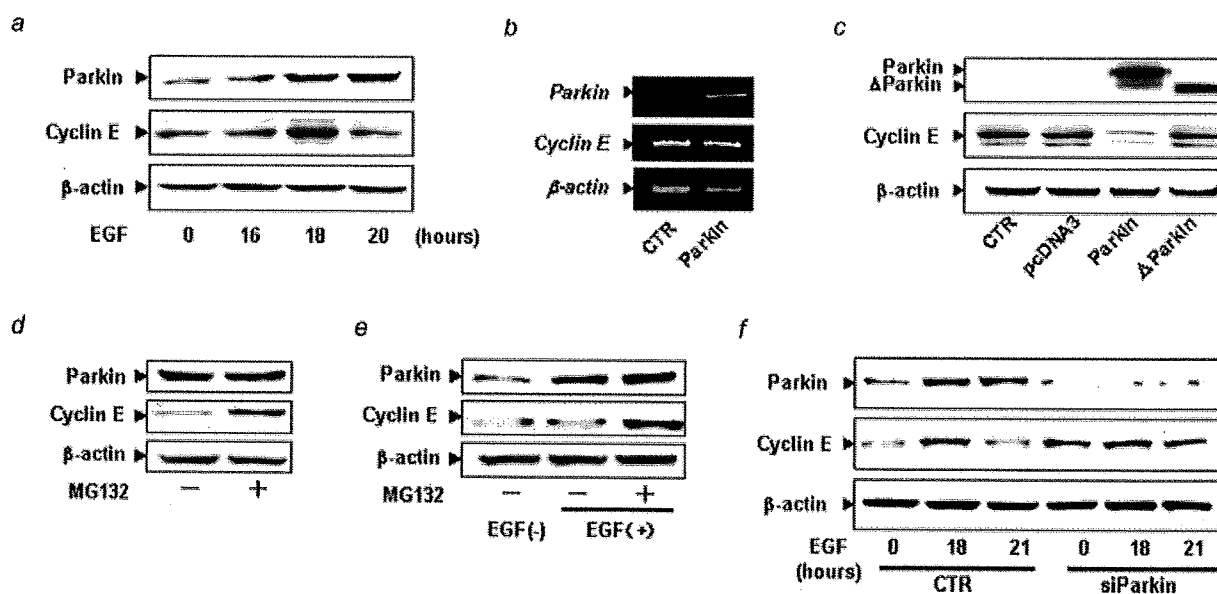 a
Parkin
Cyclin E
β-actin
EGF 0 16 18 20 (hours)
b
Parkin
Cyclin E
β-actin
CTR Parkin
c
Parkin
ΔParkin
Cyclin E
β-actin
CTR pcDNA3 Parkin ΔParkin
d
Parkin
Cyclin E
β-actin
MG132 − +
e
Parkin
Cyclin E
β-actin
MG132 − − +
EGF(-) EGF(+)
f
Parkin
Cyclin E
β-actin
EGF 0 18 21 0 18 21
(hours) CTR siParkin